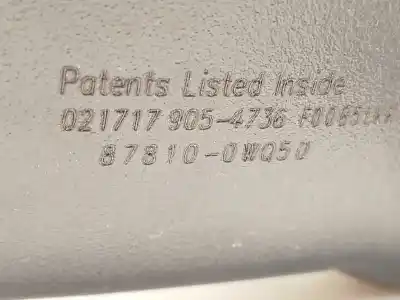 Patents Listed Inside
021717 905-4736
87810-0WQ50